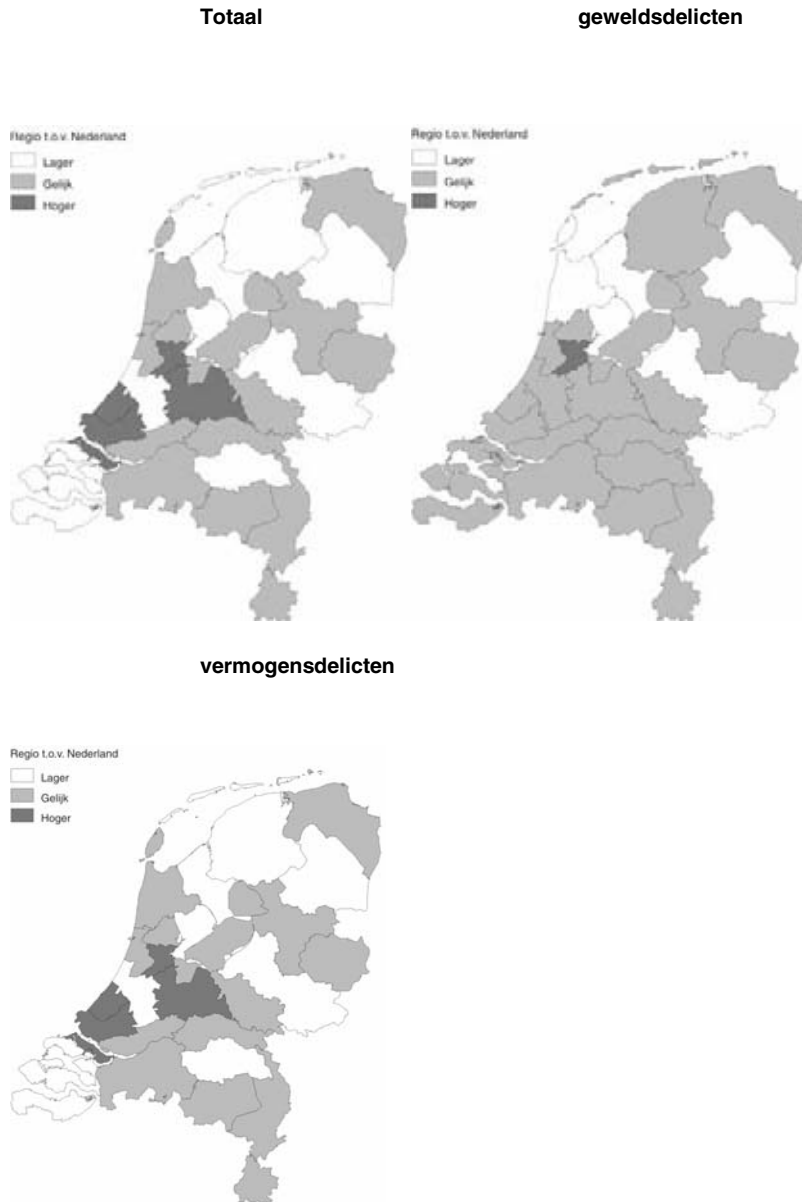 Totaal
geweldsdelicten
Regio t.o.v. Nederland
Lager
Gelijk
Hoger
Regio t.o.v. Nederland
Lager
Gelijk
Hoger
vermogensdelicten
Regio t.o.v. Nederland
Lager
Gelijk
Hoger